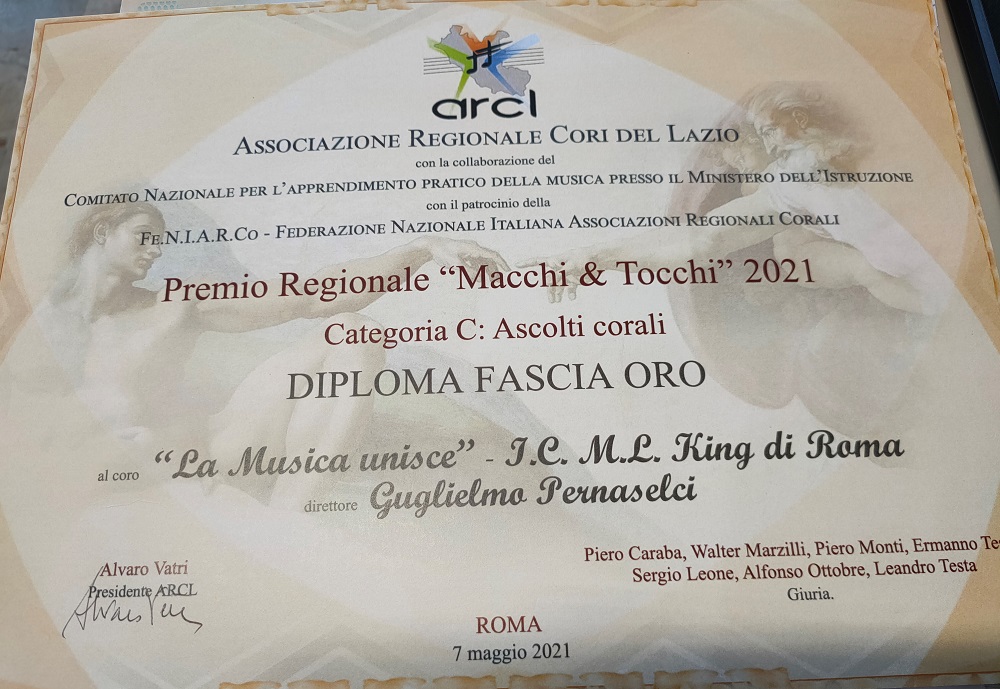 arcl
ASSOCIAZIONE REGIONALE CORI DEL LAZIO
con la collaborazione del
COMITATO NAZIONALE PER L'APPRENDIMENTO PRATICO DELLA MUSICA PRESSO IL MINISTERO DELL'ISTRUZIONE
con il patrocinio della
FE.N.I.A.R.CO - FEDERAZIONE NAZIONALE ITALIANA ASSOCIAZIONI REGIONALI CORALI
Premio Regionale “Macchi & Tocchi” 2021
Categoria C: Ascolti corali
DIPLOMA FASCIA ORO
al coro “La Musica unisce” - I.C. M.L. King di Roma
direttore Guglielmo Pernaselci
Piero Caraba, Walter Marzilli, Piero Monti, Ermanno
Sergio Leone, Alfonso Ottobre, Leandro Testa
Giuria.
Alvaro Vatri
Presidente ARCL
ROMA
7 maggio 2021